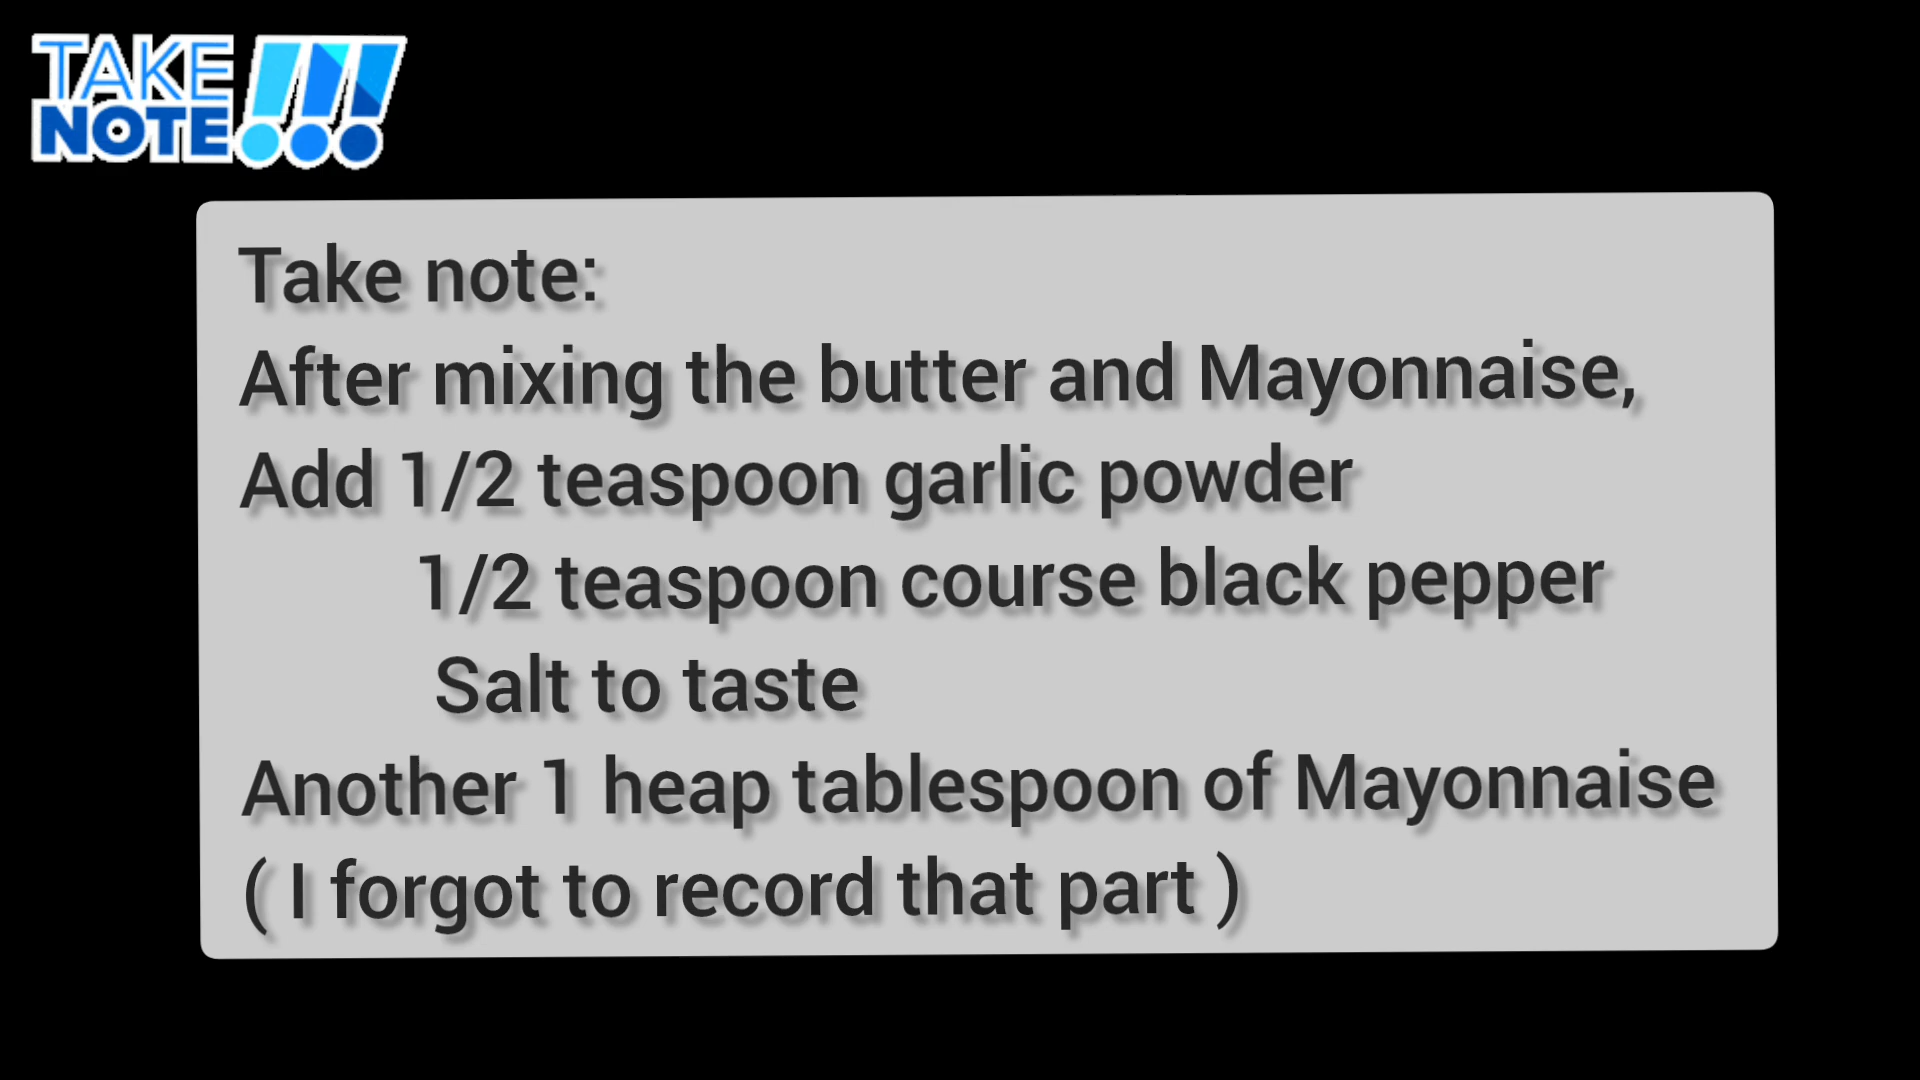 TAKE
NOTE!!!
Take note:
After mixing the butter and Mayonnaise,
Add 1/2 teaspoon garlic powder
1/2 teaspoon course black pepper
Salt to taste
Another 1 heap tablespoon of Mayonnaise
( I forgot to record that part )